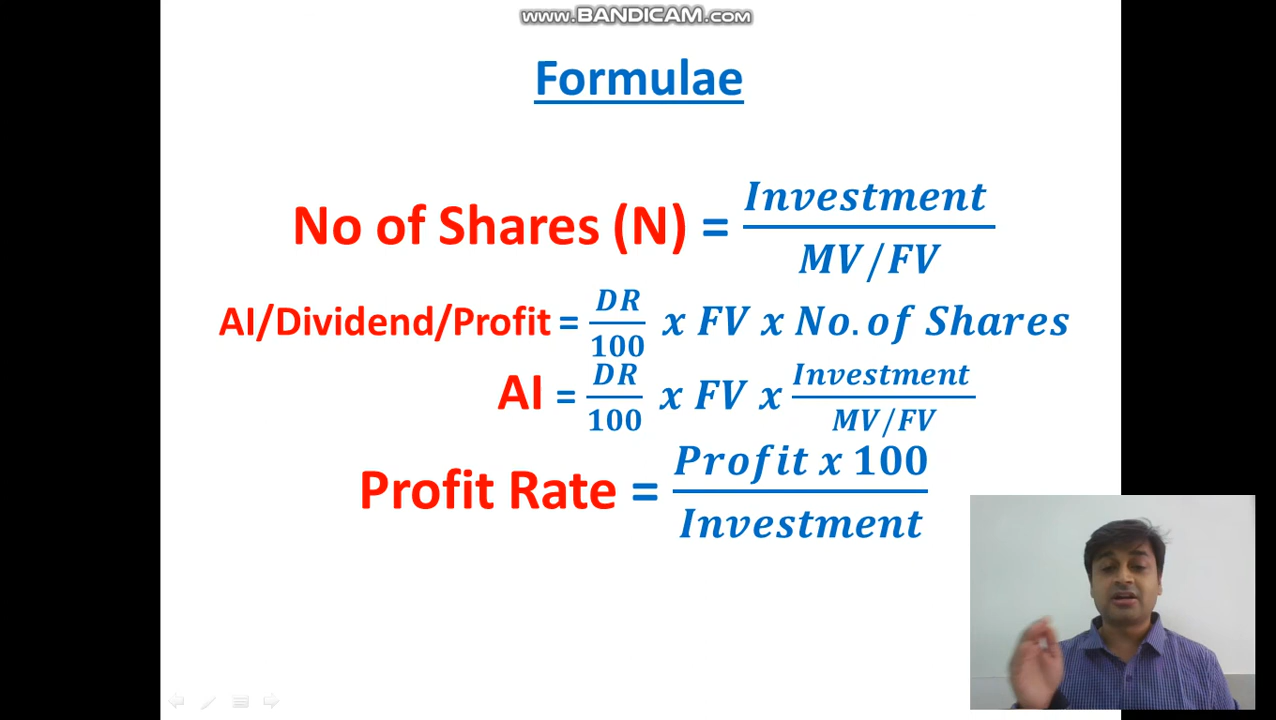 www.BANDICAM.com
Formulae
No of Shares (N) = Investment / MV/FV
AI/Dividend/Profit = DR / 100 x FV x No. of Shares
AI = DR / 100 x FV x Investment / MV/FV
Profit Rate = Profit x 100 / Investment